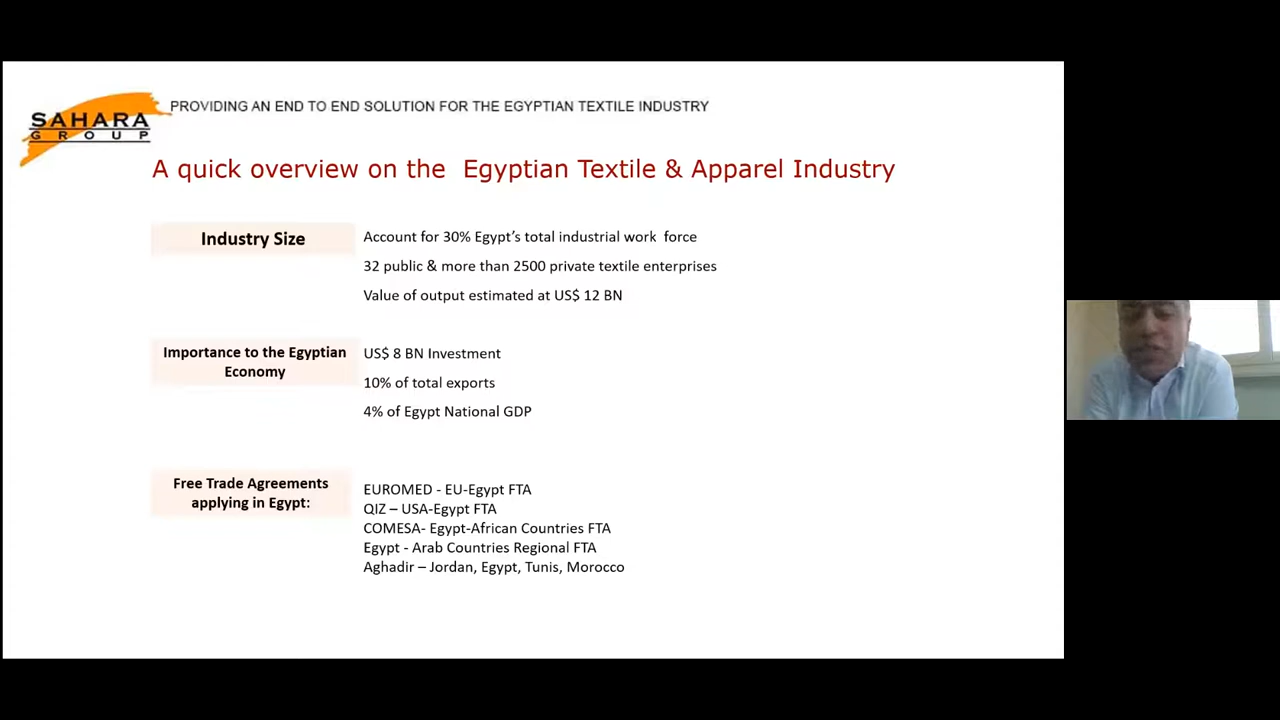 SAHARA
GROUP
PROVIDING AN END TO END SOLUTION FOR THE EGYPTIAN TEXTILE INDUSTRY
A quick overview on the Egyptian Textile & Apparel Industry
Industry Size
Account for 30% Egypt's total industrial work force
32 public & more than 2500 private textile enterprises
Value of output estimated at US$ 12 BN
Importance to the Egyptian
Economy
US$ 8 BN Investment
10% of total exports
4% of Egypt National GDP
Free Trade Agreements
applying in Egypt:
EUROMED - EU-Egypt FTA
QIZ – USA-Egypt FTA
COMESA- Egypt-African Countries FTA
Egypt - Arab Countries Regional FTA
Aghadir – Jordan, Egypt, Tunis, Morocco